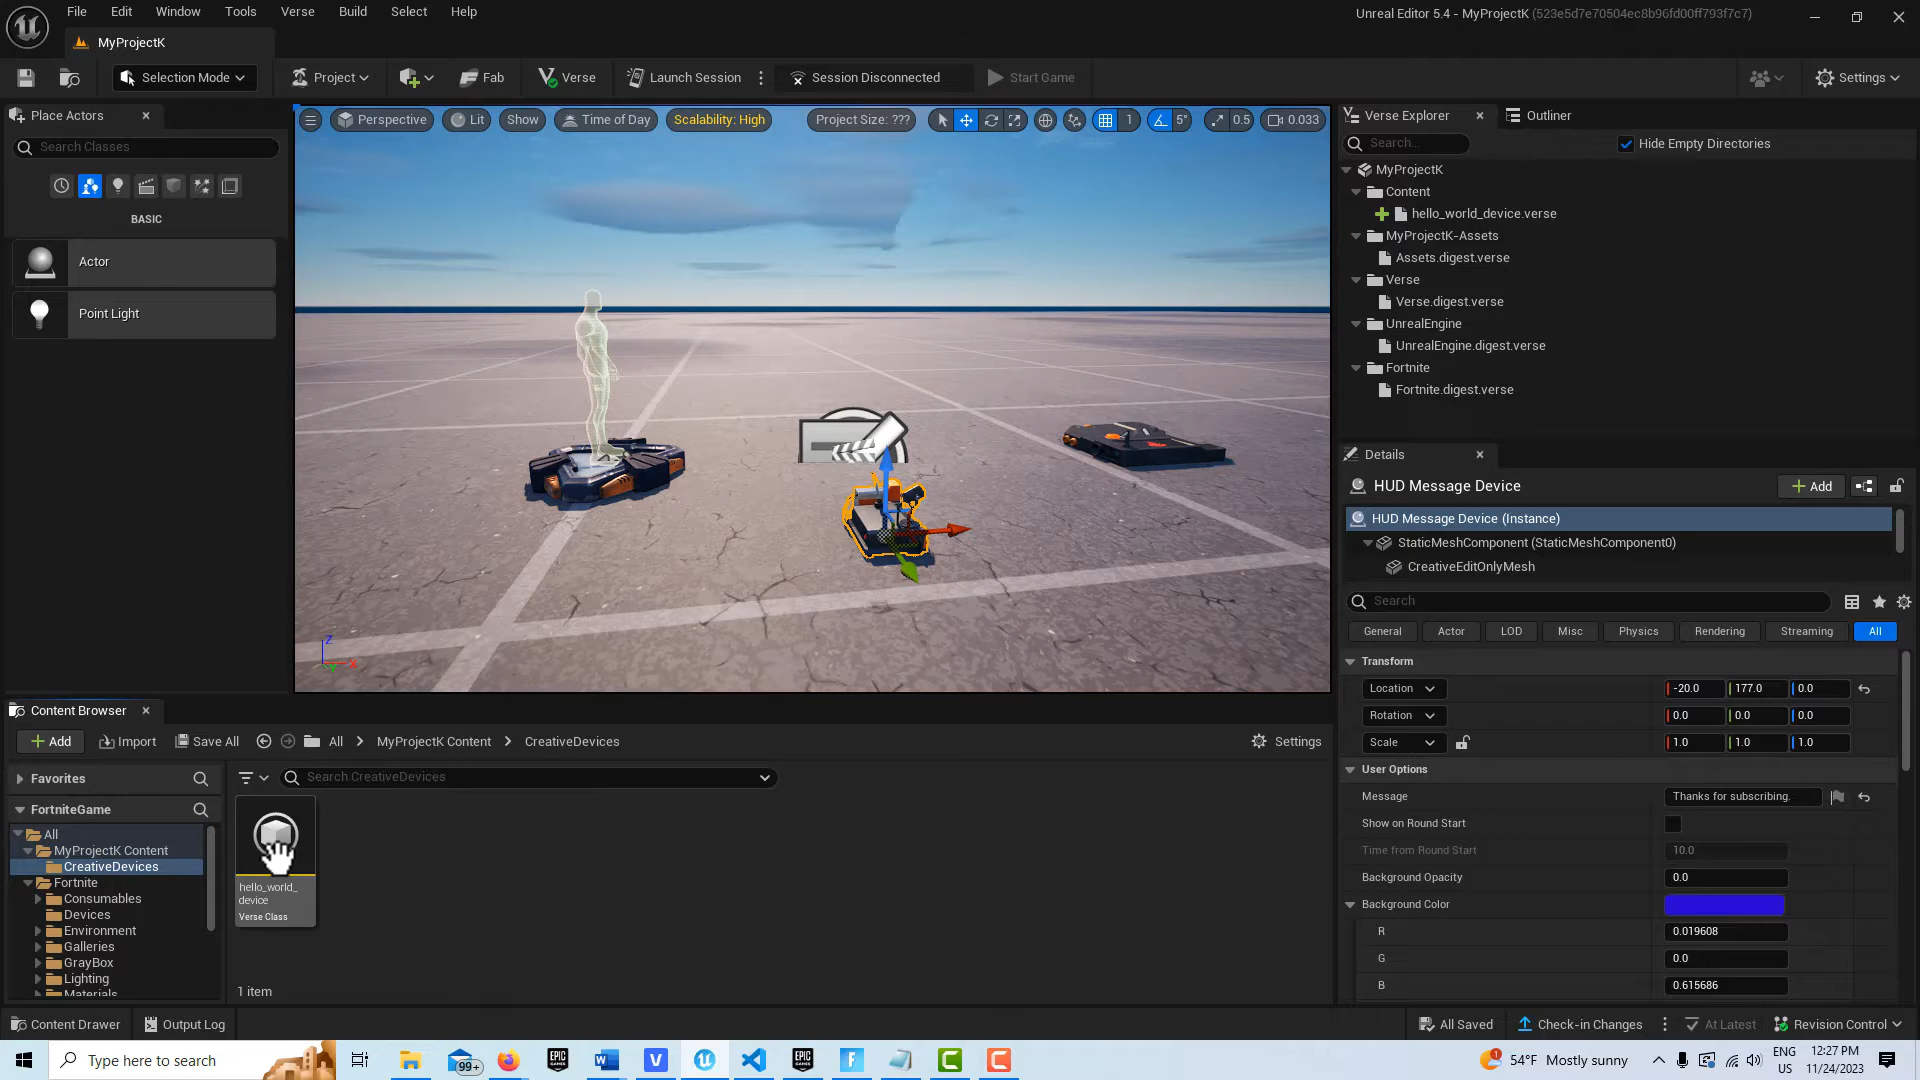 File Edit Window Tools Verse Build Select Help
Unreal Editor 5.4 - MyProjectK (523e5d7e70504ec8b96fd00ff793f7c7)
MyProjectK
Selection Mode
Project
Fab
Verse
Launch Session
Session Disconnected
Start Game
Settings
Place Actors
Search Classes
BASIC
Actor
Point Light
Perspective
Lit
Show
Time of Day
Scalability: High
Project Size: ???
1
5°
0.5
0.033
Z
X
Y
Verse Explorer
Outliner
Search...
Hide Empty Directories
MyProjectK
Content
hello_world_device.verse
MyProjectK-Assets
Assets.digest.verse
Verse
Verse.digest.verse
UnrealEngine
UnrealEngine.digest.verse
Fortnite
Fortnite.digest.verse
Details
HUD Message Device
Add
HUD Message Device (Instance)
StaticMeshComponent (StaticMeshComponent0)
CreativeEditOnlyMesh
Search
General Actor LOD Misc Physics Rendering Streaming All
Transform
Location -20.0 177.0 0.0
Rotation 0.0 0.0 0.0
Scale 1.0 1.0 1.0
User Options
Message Thanks for subscribing.
Show on Round Start
Time from Round Start 10.0
Background Opacity 0.0
Background Color
R 0.019608
G 0.0
B 0.615686
Content Browser
Add Import Save All All MyProjectK Content CreativeDevices Settings
Favorites
Search CreativeDevices
FortniteGame
All
MyProjectK Content
CreativeDevices
Fortnite
Consumables
Devices
Environment
Galleries
GrayBox
Lighting
Materials
hello_world_
device
Verse Class
1 item
Content Drawer
Output Log
All Saved
Check-in Changes
At Latest
Revision Control
Type here to search
99+
EPIC
GAMES
EPIC
GAMES
1
54°F Mostly sunny
ENG
US
12:27 PM
11/24/2023